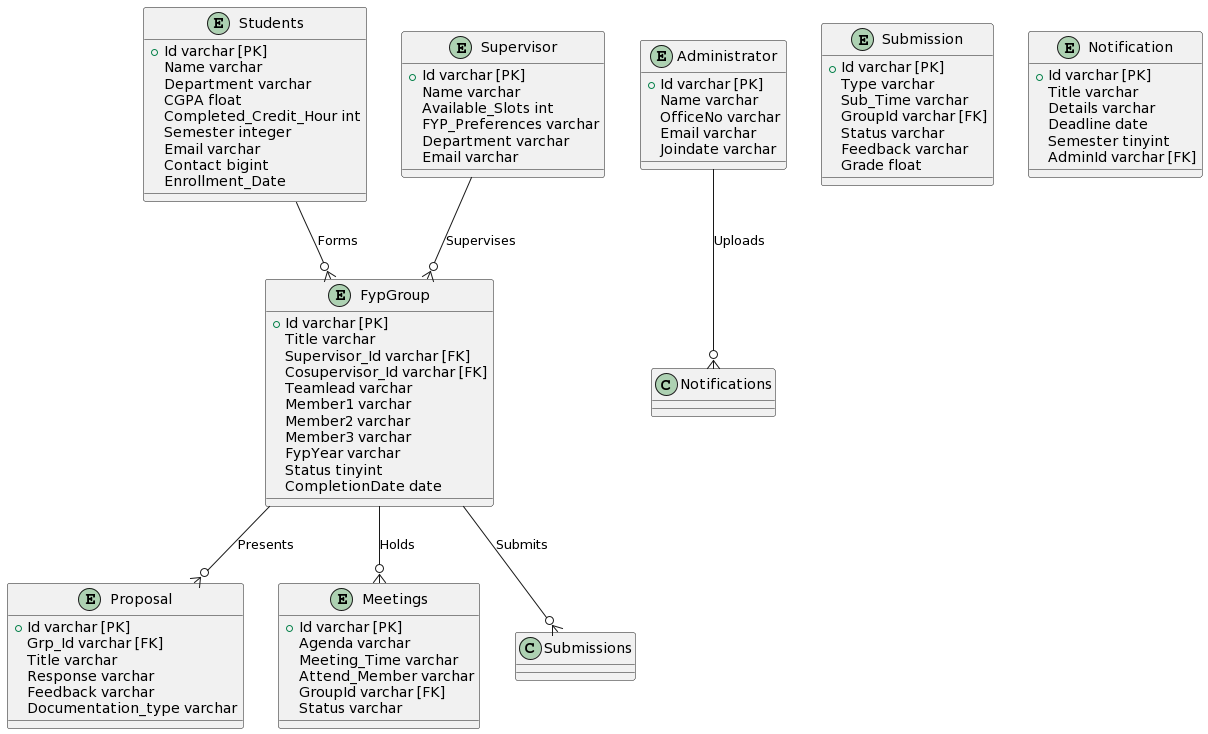 E Students
Id varchar [PK]
Name varchar
Department varchar
CGPA float
Completed_Credit_Hour int
Semester integer
Email varchar
Contact bigint
Enrollment_Date
E Supervisor
Id varchar [PK]
Name varchar
Available_Slots int
FYP_Preferences varchar
Department varchar
Email varchar
E Administrator
Id varchar [PK]
Name varchar
OfficeNo varchar
Email varchar
Joindate varchar
E Submission
Id varchar [PK]
Type varchar
Sub_Time varchar
GroupId varchar [FK]
Status varchar
Feedback varchar
Grade float
E Notification
Id varchar [PK]
Title varchar
Details varchar
Deadline date
Semester tinyint
AdminId varchar [FK]
Forms
Supervises
Uploads
E FypGroup
Id varchar [PK]
Title varchar
Supervisor_Id varchar [FK]
Cosupervisor_Id varchar [FK]
Teamlead varchar
Member1 varchar
Member2 varchar
Member3 varchar
FypYear varchar
Status tinyint
CompletionDate date
C Notifications
Presents
Holds
Submits
E Proposal
Id varchar [PK]
Grp_Id varchar [FK]
Title varchar
Response varchar
Feedback varchar
Documentation_type varchar
E Meetings
Id varchar [PK]
Agenda varchar
Meeting_Time varchar
Attend_Member varchar
GroupId varchar [FK]
Status varchar
C Submissions